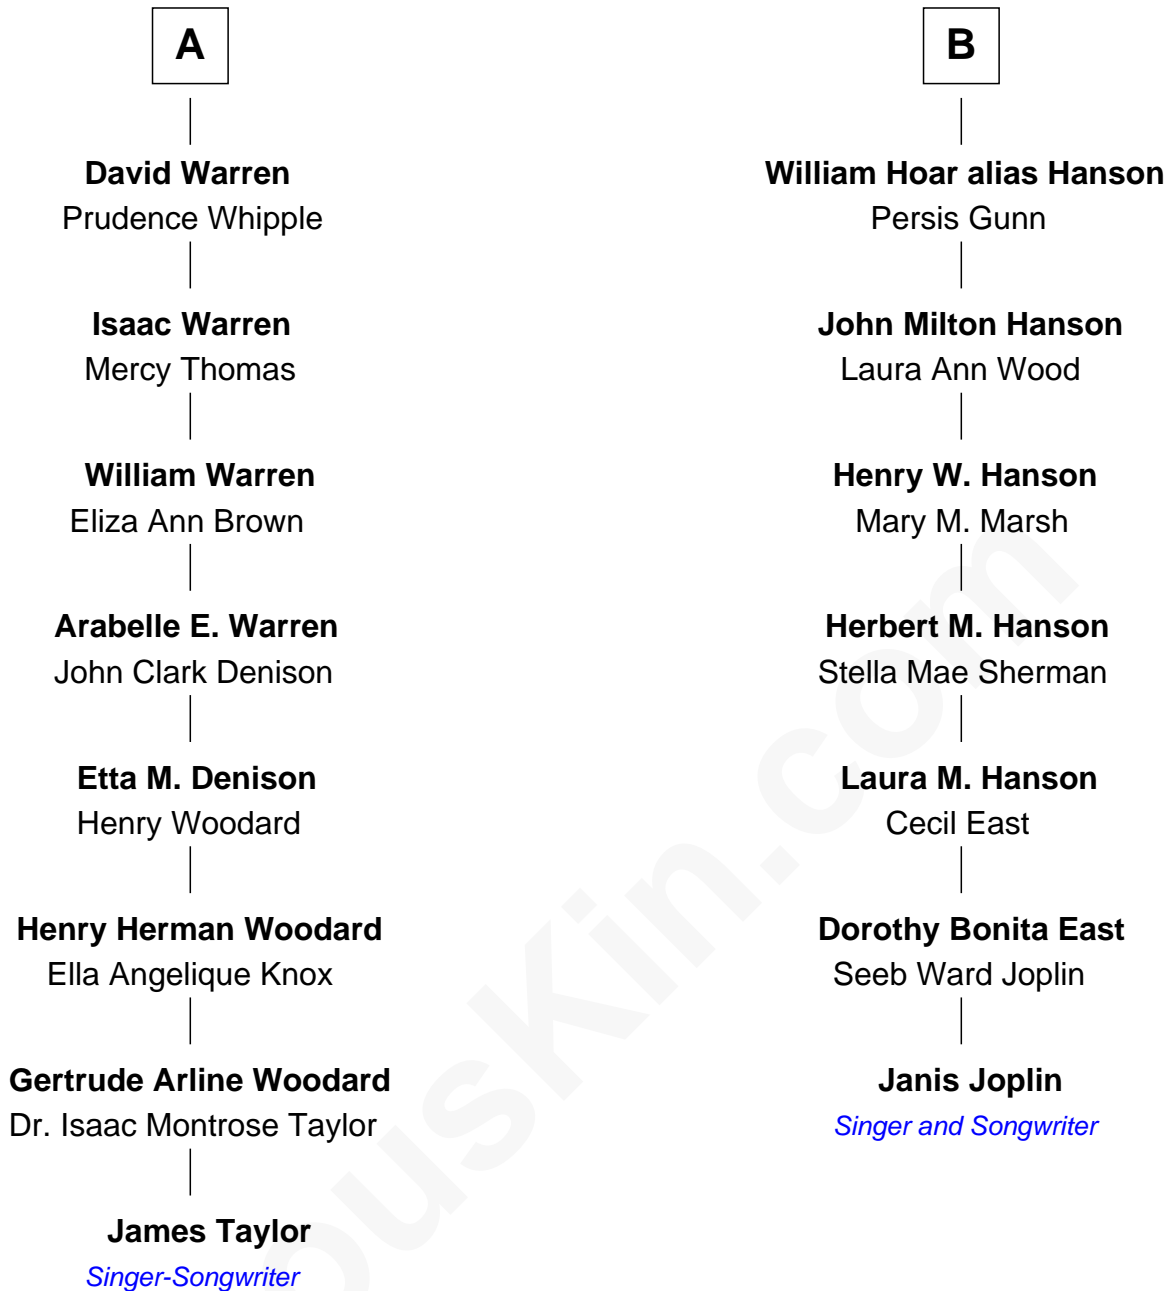 A
David Warren
Prudence Whipple
Isaac Warren
Mercy Thomas
William Warren
Eliza Ann Brown
Arabelle E. Warren
John Clark Denison
Etta M. Denison
Henry Woodard
Henry Herman Woodard
Ella Angelique Knox
Gertrude Arline Woodard
Dr. Isaac Montrose Taylor
James Taylor
Singer-Songwriter
B
William Hoar alias Hanson
Persis Gunn
John Milton Hanson
Laura Ann Wood
Henry W. Hanson
Mary M. Marsh
Herbert M. Hanson
Stella Mae Sherman
Laura M. Hanson
Cecil East
Dorothy Bonita East
Seeb Ward Joplin
Janis Joplin
Singer and Songwriter
ousKin.com